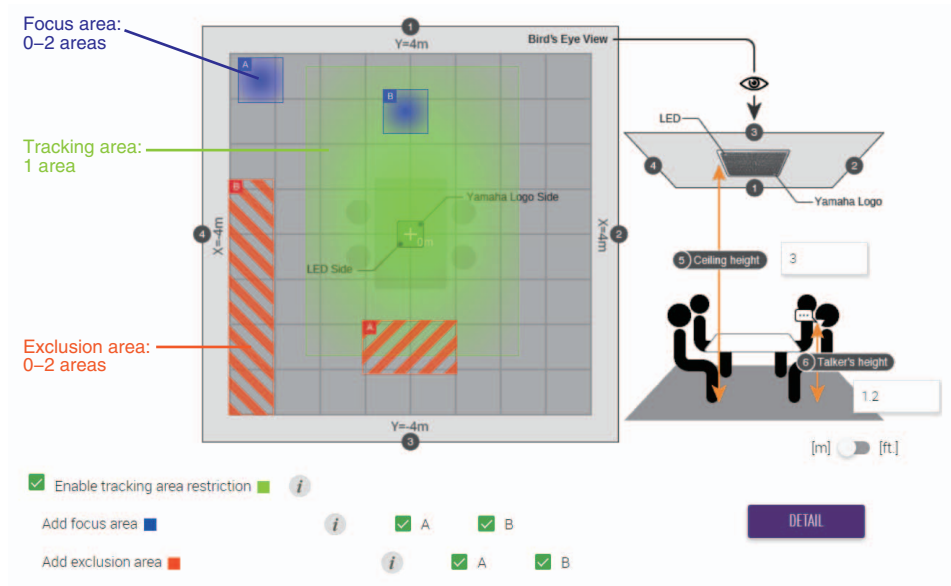 Focus area:
0–2 areas
Tracking area:
1 area
Exclusion area:
0–2 areas
1
Y=4m
Bird's Eye View
A
B
B
Yamaha Logo Side
0m
LED Side
4
X=-4m
X=4m
2
A
Y=-4m
3
LED
3
4
2
1
Yamaha Logo
5 Ceiling height
3
6 Talker's height
1.2
[m] [ft.]
Enable tracking area restriction i
Add focus area i A B
DETAIL
Add exclusion area i A B